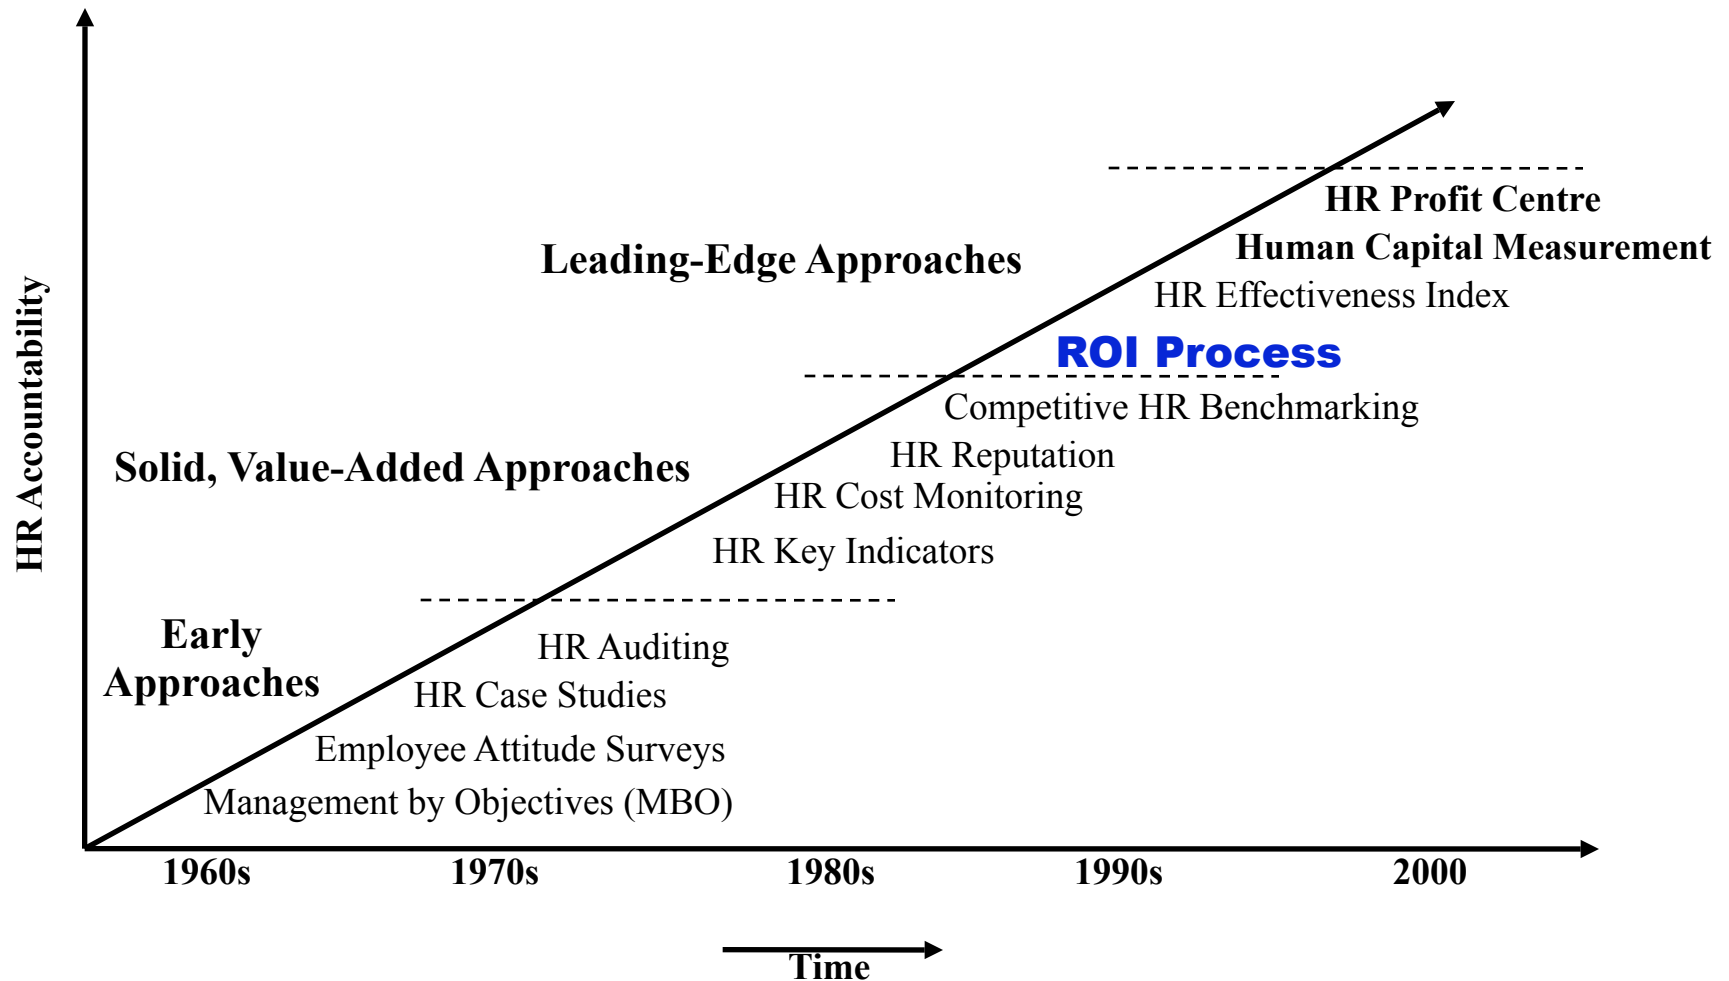 HR Profit Centre
Human Capital Measurement
Leading-Edge Approaches
HR Effectiveness Index
ROI Process
Competitive HR Benchmarking
HR Reputation
Solid, Value-Added Approaches
HR Cost Monitoring
HR Key Indicators
HR Accountability
Early
Approaches
HR Auditing
HR Case Studies
Employee Attitude Surveys
Management by Objectives (MBO)
1960s 1970s 1980s 1990s 2000
Time